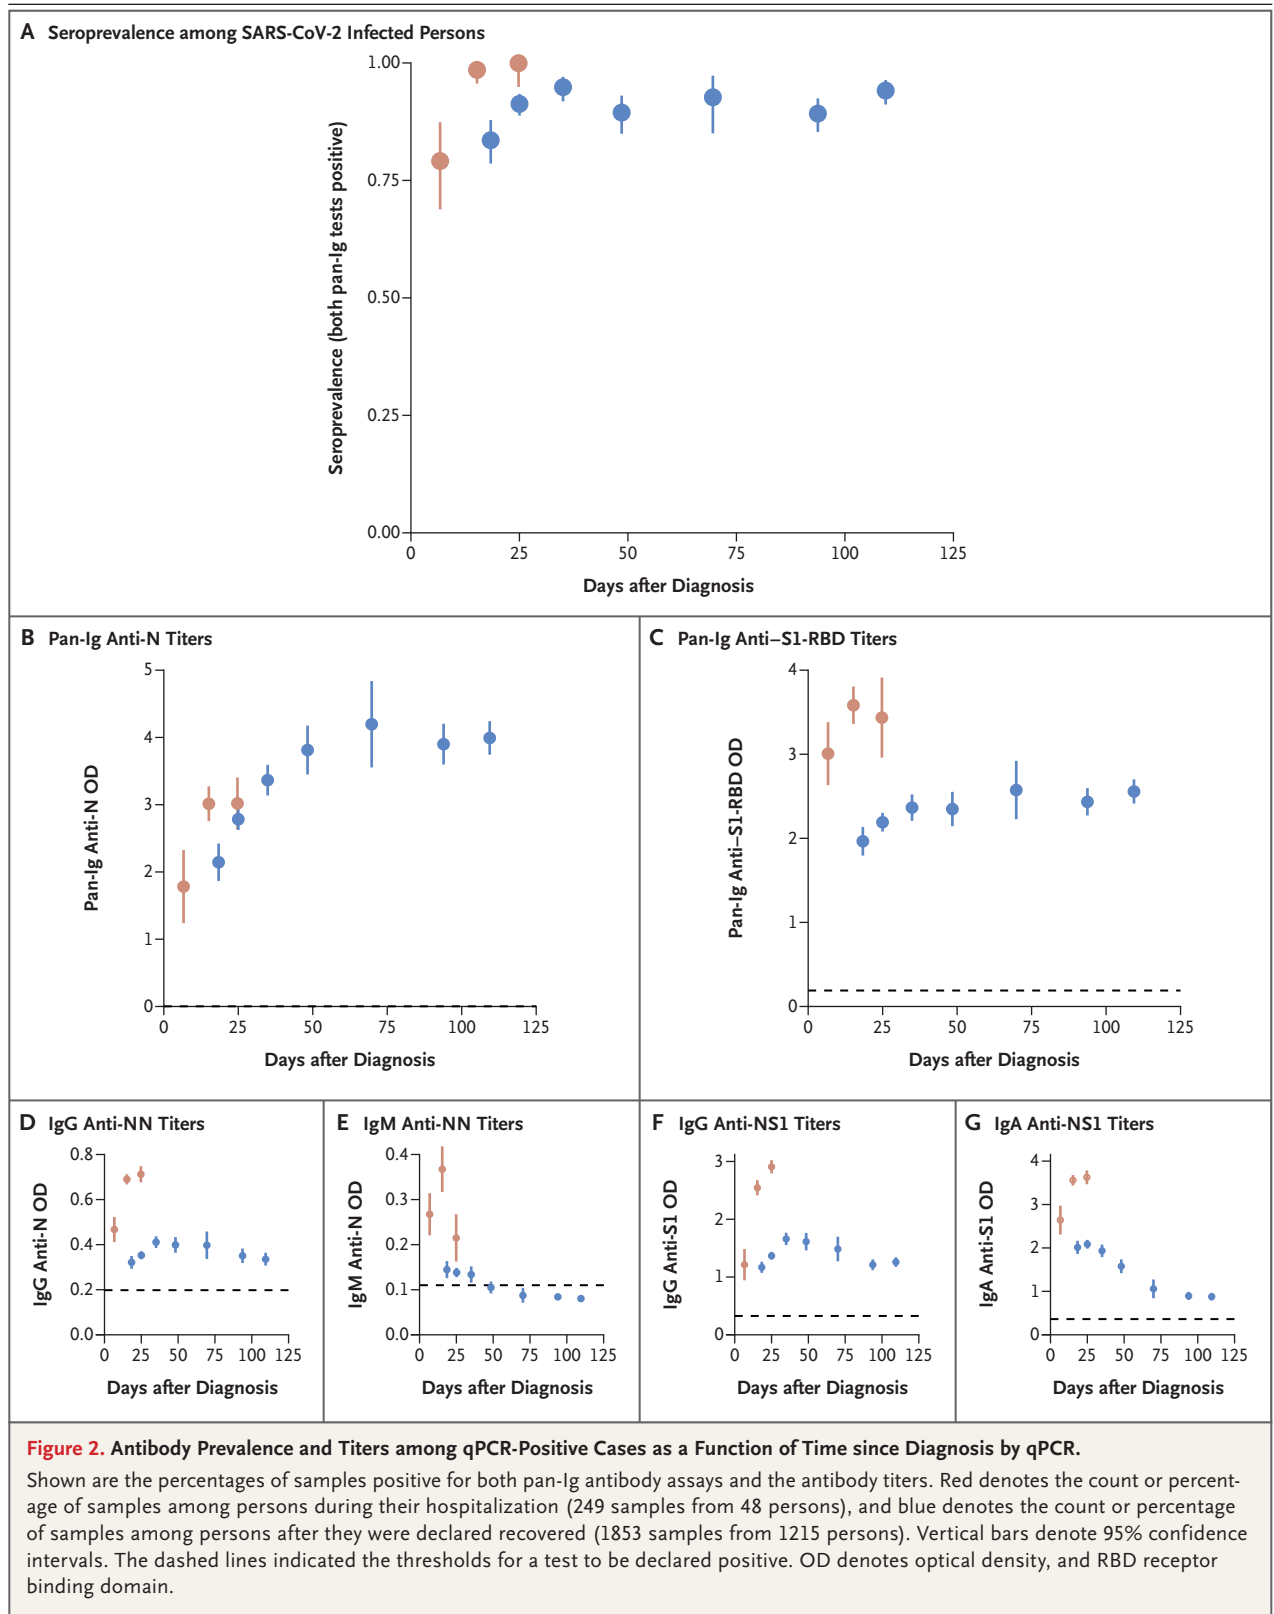 A Seroprevalence among SARS-CoV-2 Infected Persons
Seroprevalence (both pan-Ig tests positive)
1.00
0.75
0.50
0.25
0.00
0 25 50 75 100 125
Days after Diagnosis
B Pan-Ig Anti-N Titers
Pan-Ig Anti-N OD
5
4
3
2
1
0
0 25 50 75 100 125
Days after Diagnosis
C Pan-Ig Anti–S1-RBD Titers
Pan-Ig Anti–S1-RBD OD
4
3
2
1
0
0 25 50 75 100 125
Days after Diagnosis
D IgG Anti-NN Titers
IgG Anti-N OD
0.8
0.6
0.4
0.2
0.0
0 25 50 75 100 125
Days after Diagnosis
E IgM Anti-NN Titers
IgM Anti-N OD
0.4
0.3
0.2
0.1
0.0
0 25 50 75 100 125
Days after Diagnosis
F IgG Anti-NS1 Titers
IgG Anti-S1 OD
3
2
1
0
0 25 50 75 100 125
Days after Diagnosis
G IgA Anti-NS1 Titers
IgA Anti-S1 OD
4
3
2
1
0
0 25 50 75 100 125
Days after Diagnosis
Figure 2. Antibody Prevalence and Titers among qPCR-Positive Cases as a Function of Time since Diagnosis by qPCR.
Shown are the percentages of samples positive for both pan-Ig antibody assays and the antibody titers. Red denotes the count or percent-
age of samples among persons during their hospitalization (249 samples from 48 persons), and blue denotes the count or percentage
of samples among persons after they were declared recovered (1853 samples from 1215 persons). Vertical bars denote 95% confidence
intervals. The dashed lines indicated the thresholds for a test to be declared positive. OD denotes optical density, and RBD receptor
binding domain.